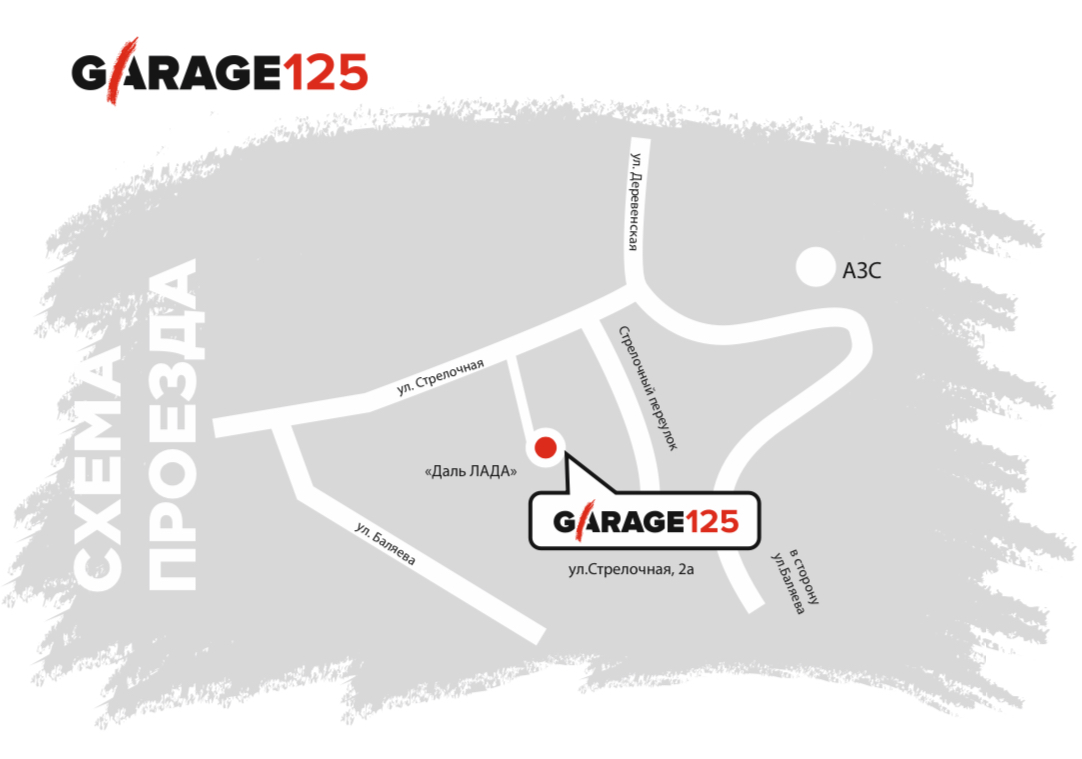 GARAGE125
СХЕМА
ПРОЕЗДА
ул. Деревенская
АЗС
ул. Стрелочная
Стрелочный переулок
«Даль ЛАДА»
GARAGE125
ул. Баляева
ул.Стрелочная, 2а
в сторону
ул.Баляева